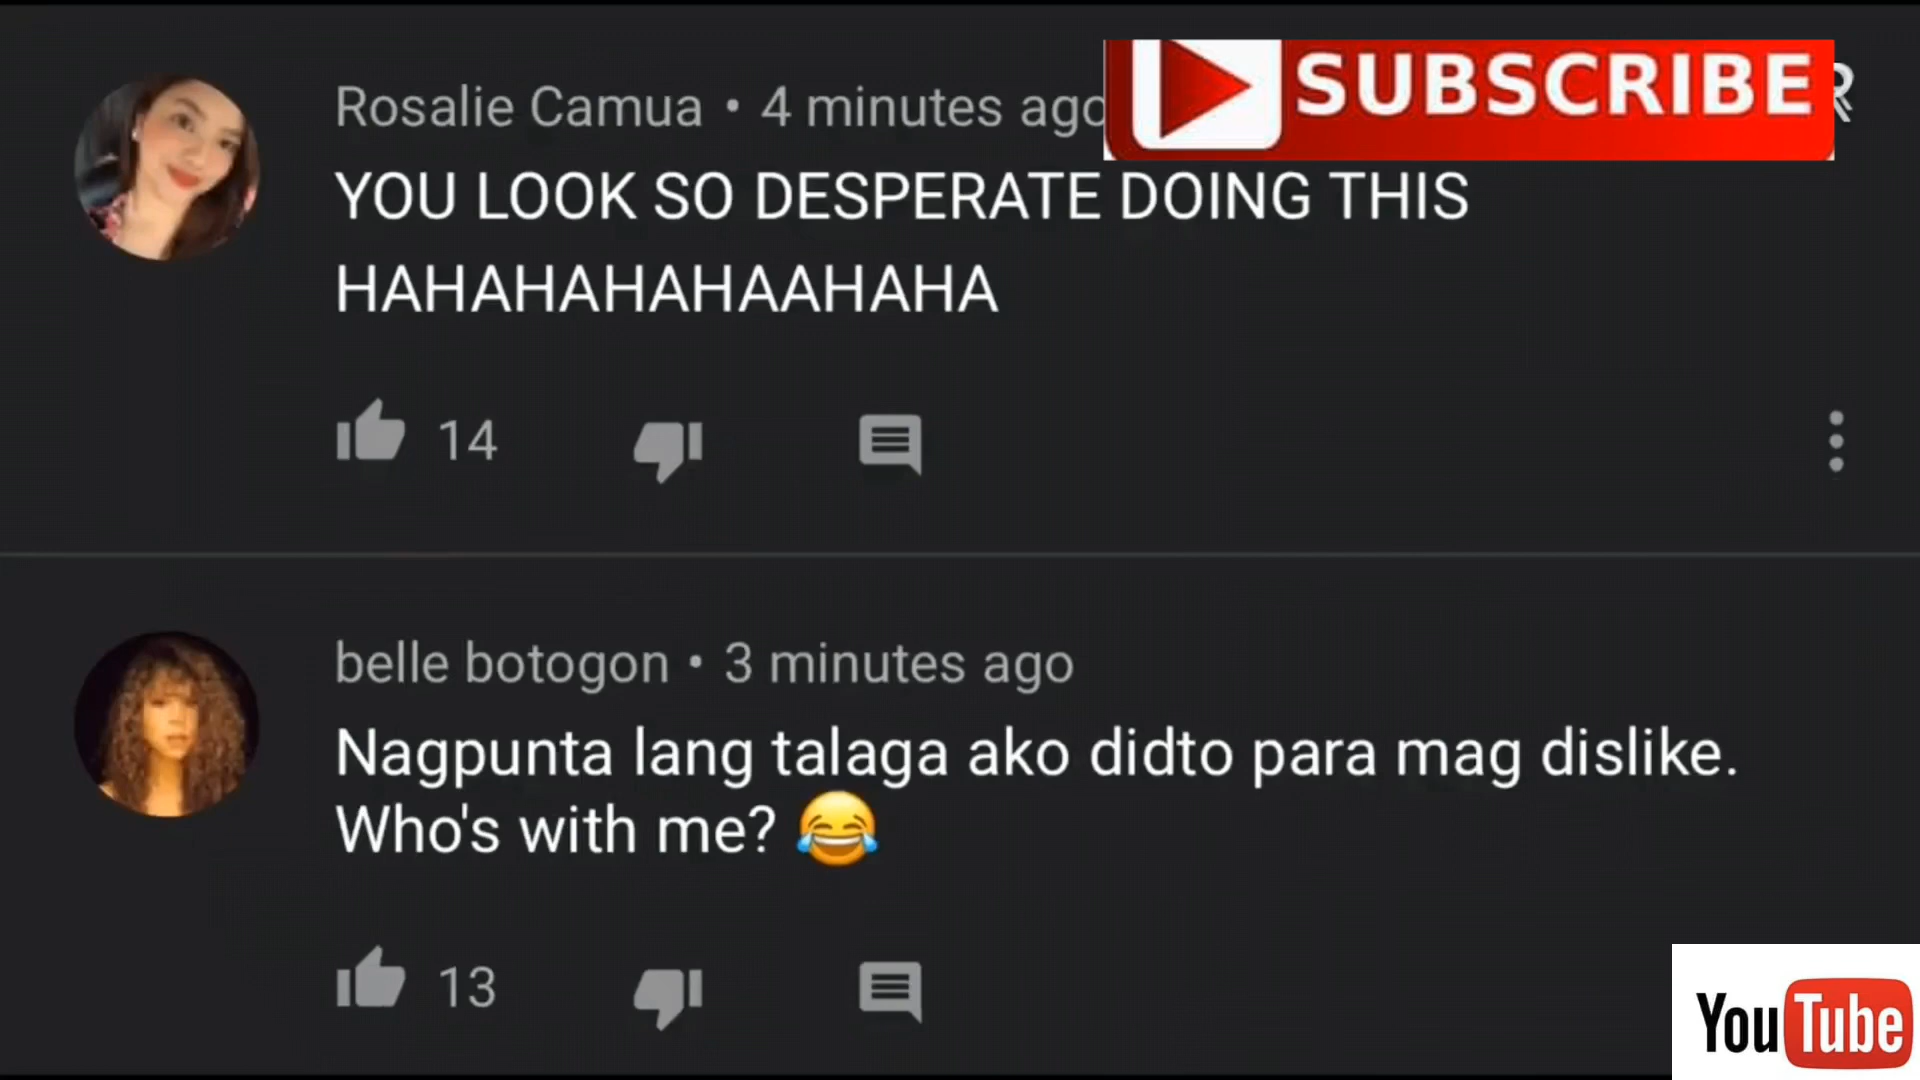 Rosalie Camua • 4 minutes ago
SUBSCRIBE
YOU LOOK SO DESPERATE DOING THIS
HAHAHAHAHAAHAHA
14
belle botogon • 3 minutes ago
Nagpunta lang talaga ako didto para mag dislike.
Who's with me? 😂
13
YouTube